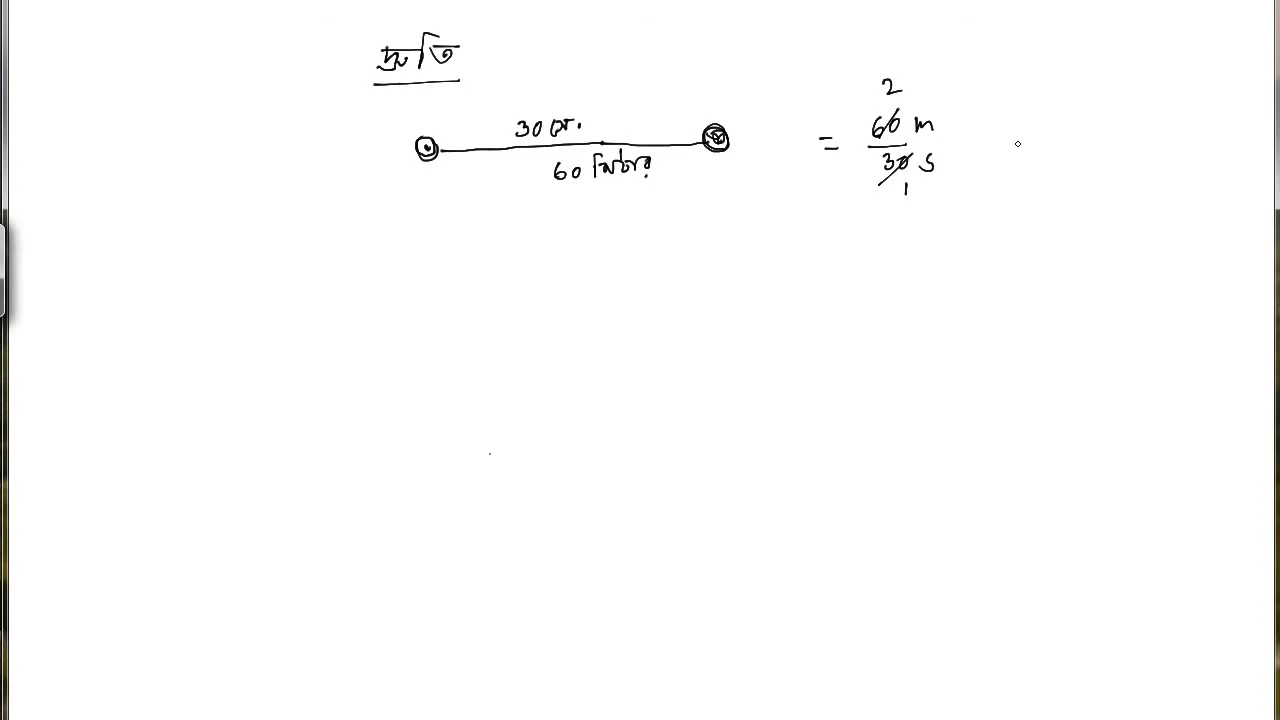 দ্রুতি
30 সে.
60 মিটার
2
= 60 m
30 s
1